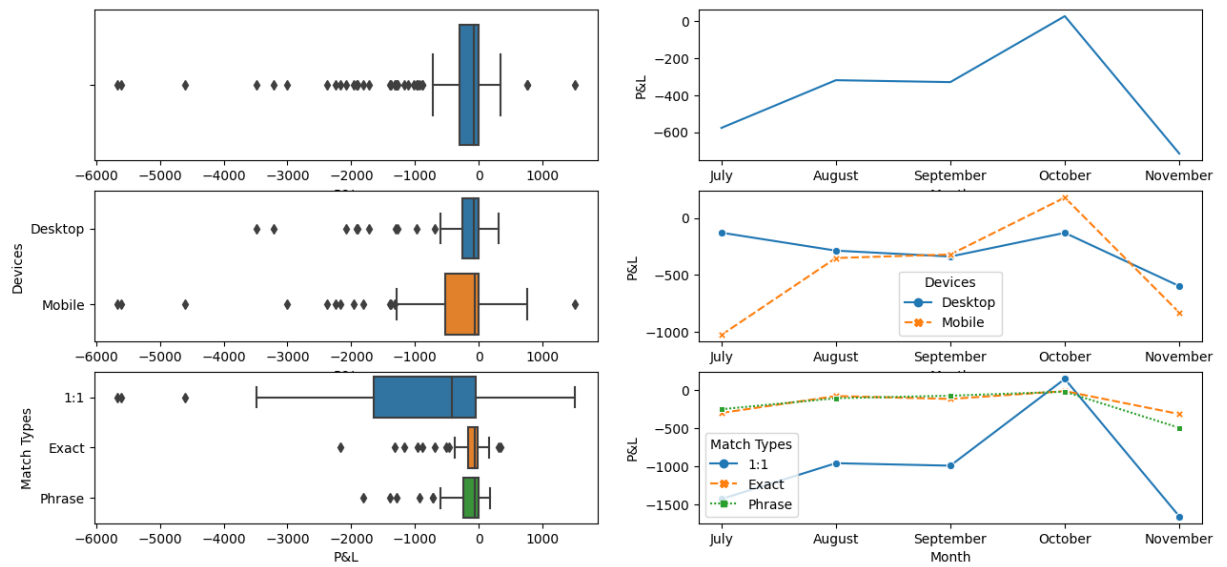 −6000 −5000 −4000 −3000 −2000 −1000 0 1000
0
−200
−400
−600
P&L
July August September October November
Devices
Desktop
Mobile
−6000 −5000 −4000 −3000 −2000 −1000 0 1000
0
−500
−1000
P&L
Devices
Desktop
Mobile
July August September October November
Match Types
1:1
Exact
Phrase
−6000 −5000 −4000 −3000 −2000 −1000 0 1000
P&L
0
−500
−1000
−1500
P&L
Match Types
1:1
Exact
Phrase
July August September October November
Month